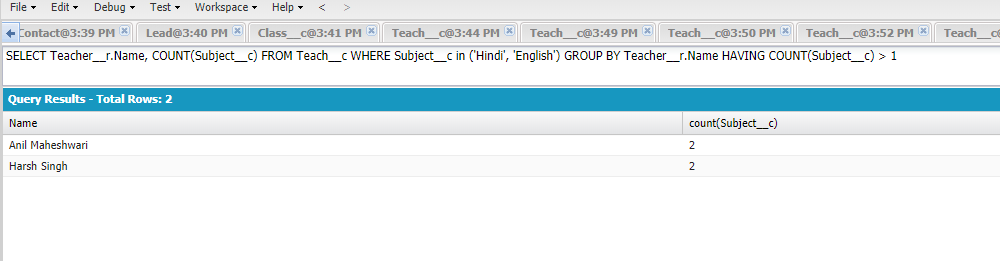 File Edit Debug Test Workspace Help < >
Contact@3:39 PM Lead@3:40 PM Class__c@3:41 PM Teach__c@3:44 PM Teach__c@3:49 PM Teach__c@3:50 PM Teach__c@3:52 PM Teach__c@
SELECT Teacher__r.Name, COUNT(Subject__c) FROM Teach__c WHERE Subject__c in ('Hindi', 'English') GROUP BY Teacher__r.Name HAVING COUNT(Subject__c) > 1
Query Results - Total Rows: 2
Name count(Subject__c)
Anil Maheshwari 2
Harsh Singh 2